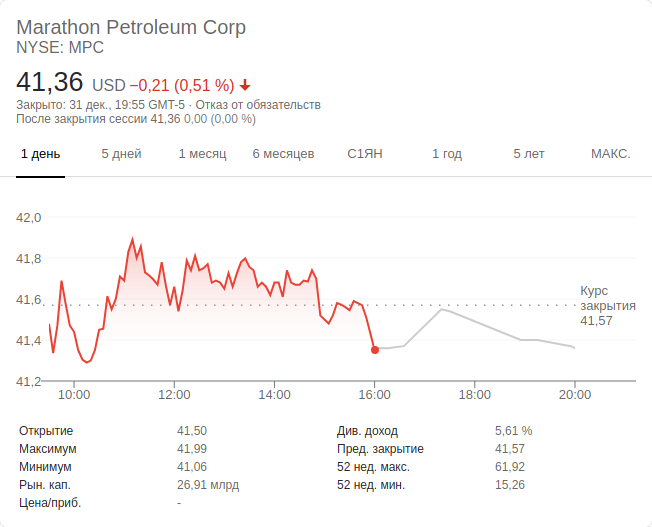 Marathon Petroleum Corp
NYSE: MPC
41,36 USD −0,21 (0,51 %)
Закрыто: 31 дек., 19:55 GMT-5 · Отказ от обязательств
После закрытия сессии 41,36 0,00 (0,00 %)
1 день 5 дней 1 месяц 6 месяцев С1ЯН 1 год 5 лет МАКС.
42,0
41,8
41,6
41,4
41,2
Курс
закрытия
41,57
10:00 12:00 14:00 16:00 18:00 20:00
Открытие 41,50 Див. доход 5,61 %
Максимум 41,99 Пред. закрытие 41,57
Минимум 41,06 52 нед. макс. 61,92
Рын. кап. 26,91 млрд 52 нед. мин. 15,26
Цена/приб. -